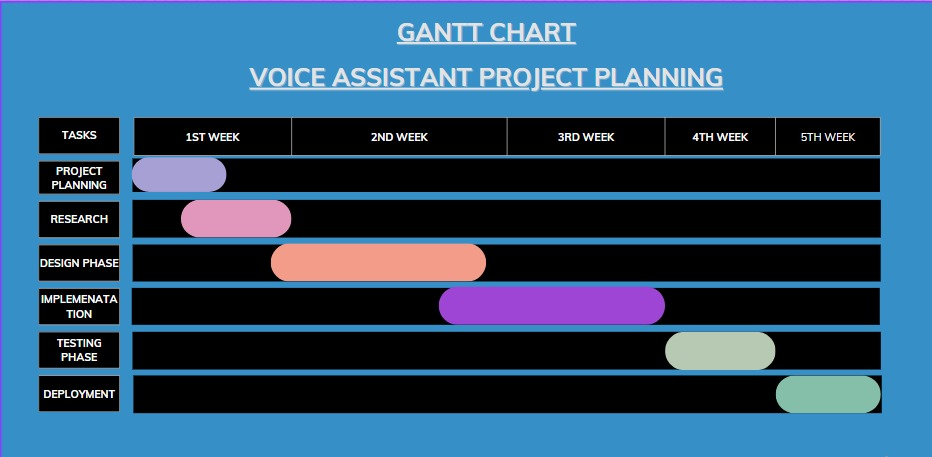 GANTT CHART
VOICE ASSISTANT PROJECT PLANNING
TASKS
1ST WEEK
2ND WEEK
3RD WEEK
4TH WEEK
5TH WEEK
PROJECT
PLANNING
RESEARCH
DESIGN PHASE
IMPLEMENATA
TION
TESTING
PHASE
DEPLOYMENT